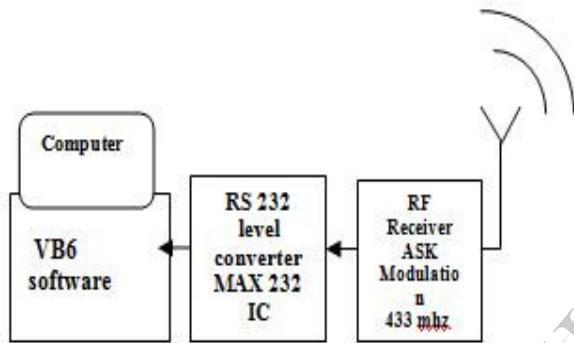 Computer
VB6
software
RS 232
level
converter
MAX 232
IC
RF
Receiver
ASK
Modulatio
n
433 mhz